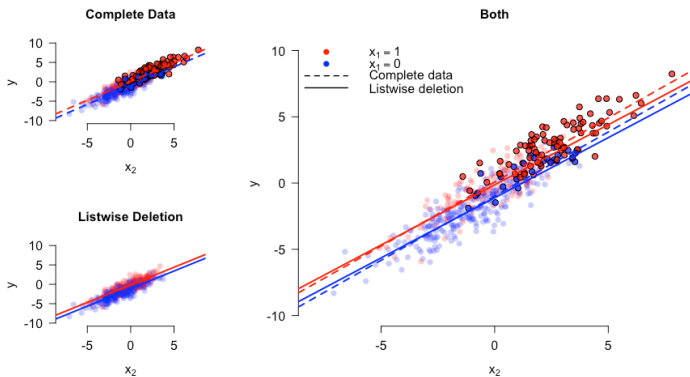 Complete Data
10
5
0
-5
-10
y
-5
0
5
x2
Listwise Deletion
10
5
0
-5
-10
y
-5
0
5
x2
Both
10
5
0
-5
-10
y
x1 = 1
x1 = 0
Complete data
Listwise deletion
-5
0
5
x2